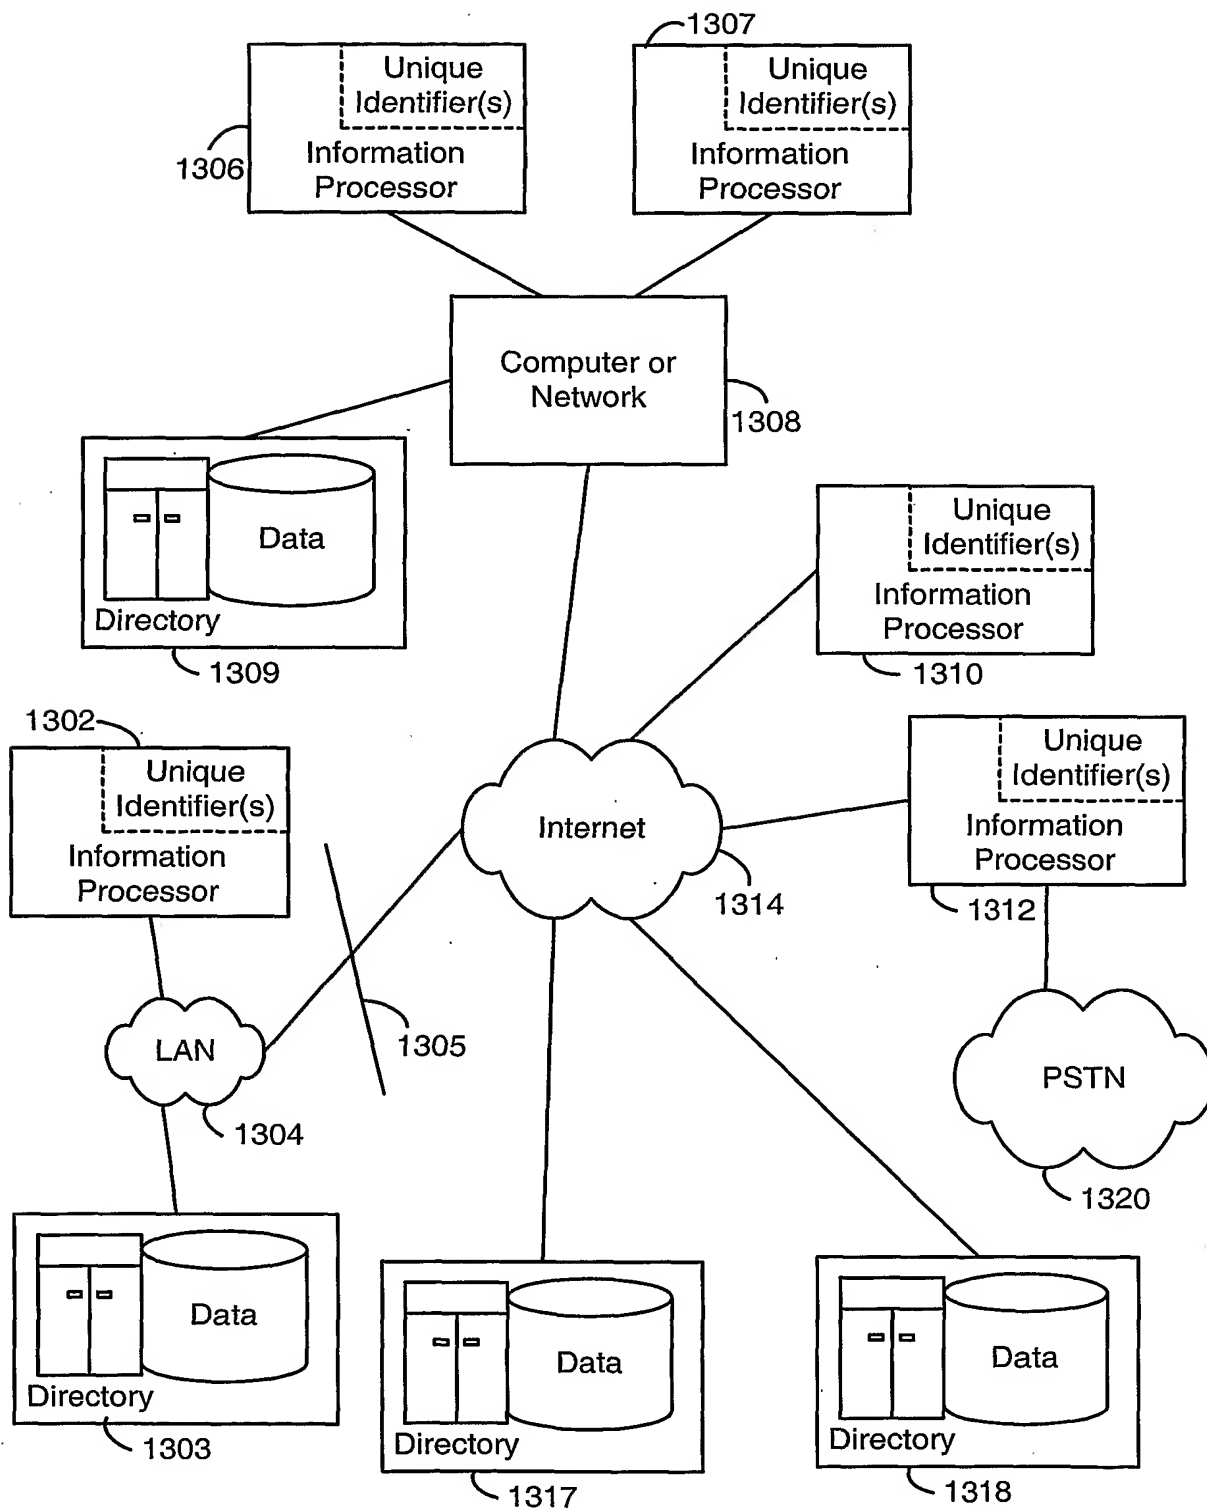 1307
Unique
Identifier(s)
Information
Processor
1306
Unique
Identifier(s)
Information
Processor
Computer or
Network
1308
Data
Directory
1309
Unique
Identifier(s)
Information
Processor
1310
1302
Unique
Identifier(s)
Information
Processor
Internet
1314
Unique
Identifier(s)
Information
Processor
1312
LAN
1304
1305
PSTN
1320
Data
Directory
1303
Data
Directory
1317
Data
Directory
1318